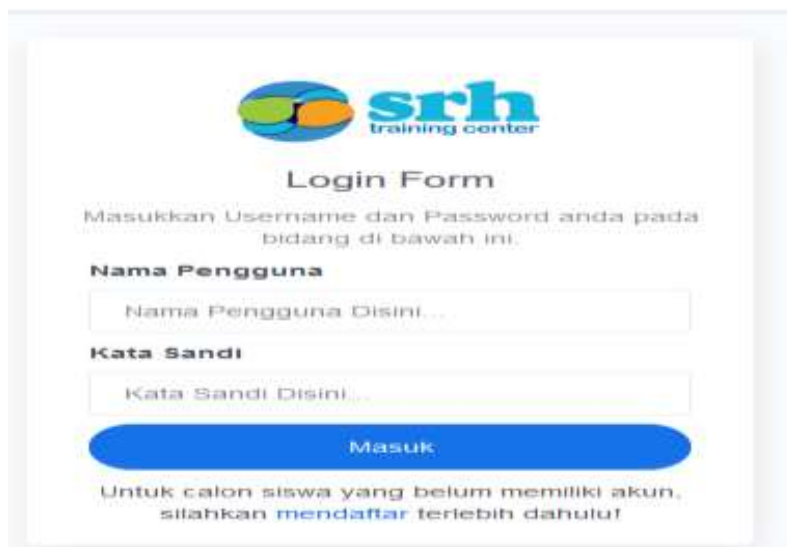 srh
training center
Login Form
Masukkan Username dan Password anda pada
bidang di bawah ini.
Nama Pengguna
Nama Pengguna Disini...
Kata Sandi
Kata Sandi Disini...
Masuk
Untuk calon siswa yang belum memiliki akun,
silahkan mendaftar terlebih dahulu!